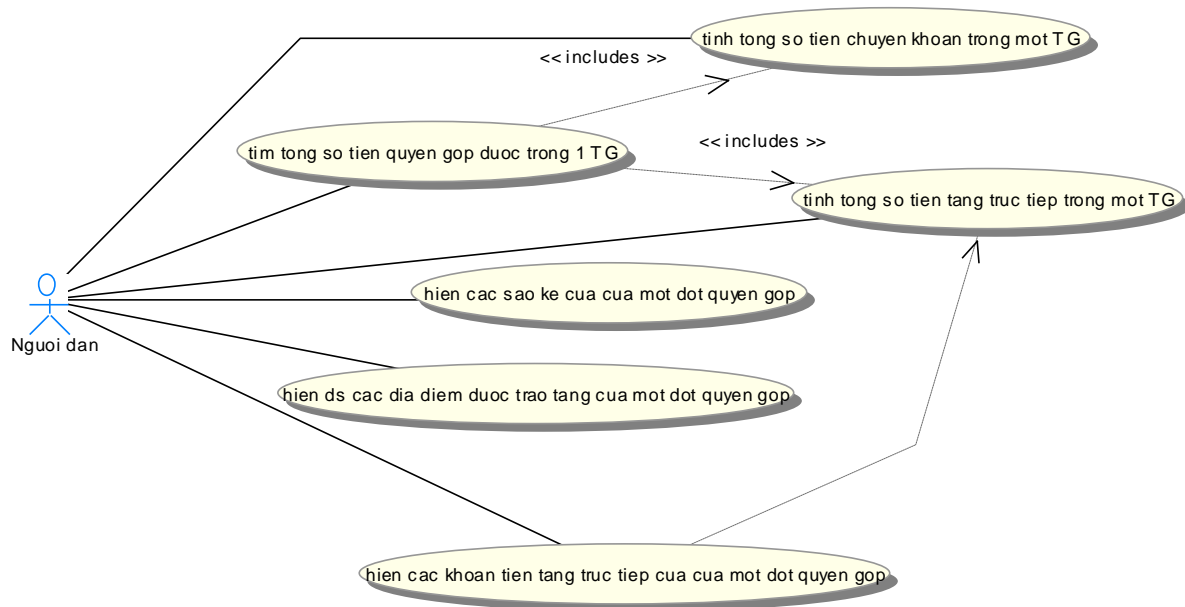 tinh tong so tien chuyen khoan trong mot TG
<< includes >>
<< includes >>
tim tong so tien quyen gop duoc trong 1 TG
tinh tong so tien tang truc tiep trong mot TG
hien cac sao ke cua cua mot dot quyen gop
Nguoi dan
hien ds cac dia diem duoc trao tang cua mot dot quyen gop
hien cac khoan tien tang truc tiep cua cua mot dot quyen gop